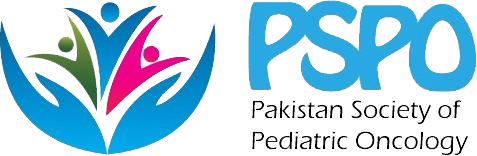 PSPO
Pakistan Society of
Pediatric Oncology